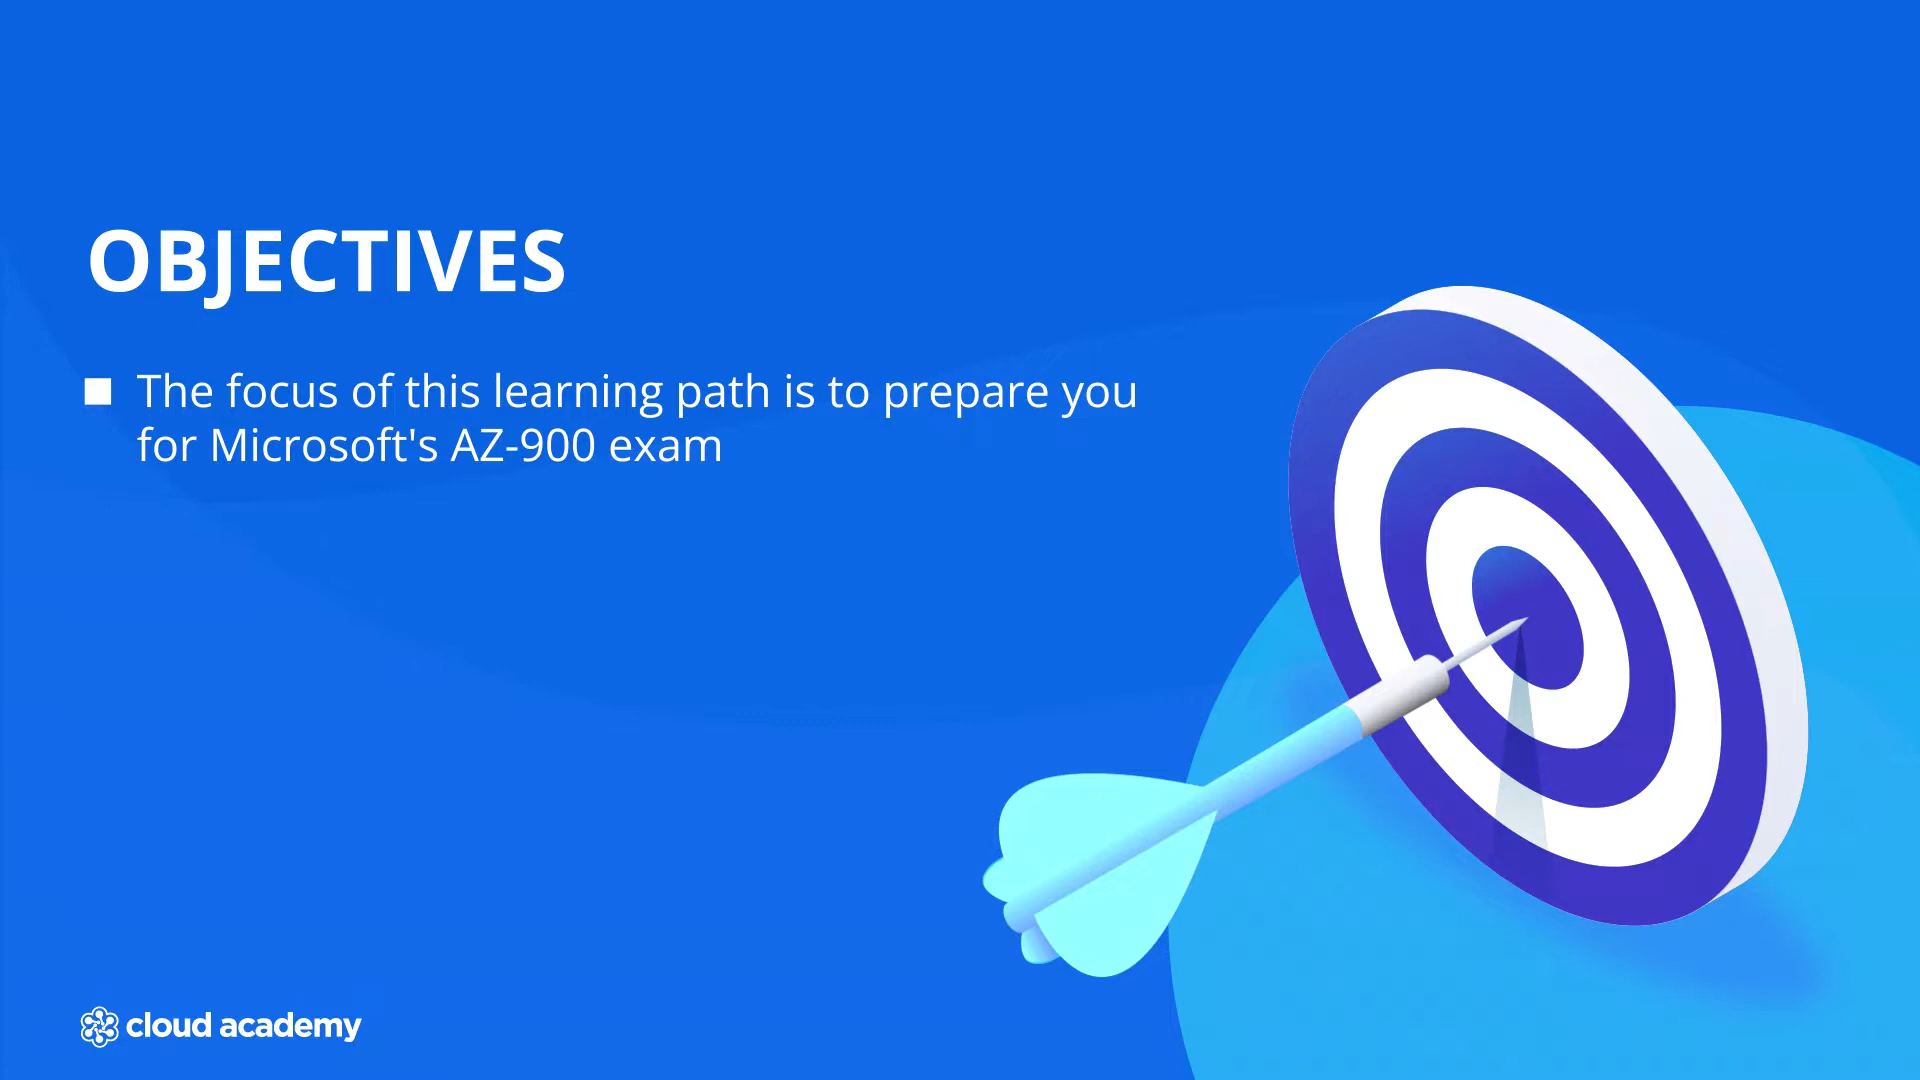 OBJECTIVES
The focus of this learning path is to prepare you
for Microsoft's AZ-900 exam
cloud academy